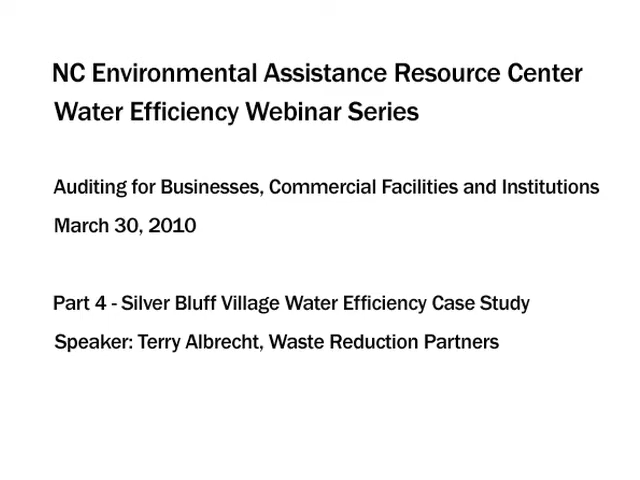 NC Environmental Assistance Resource Center
Water Efficiency Webinar Series
Auditing for Businesses, Commercial Facilities and Institutions
March 30, 2010
Part 4 - Silver Bluff Village Water Efficiency Case Study
Speaker: Terry Albrecht, Waste Reduction Partners